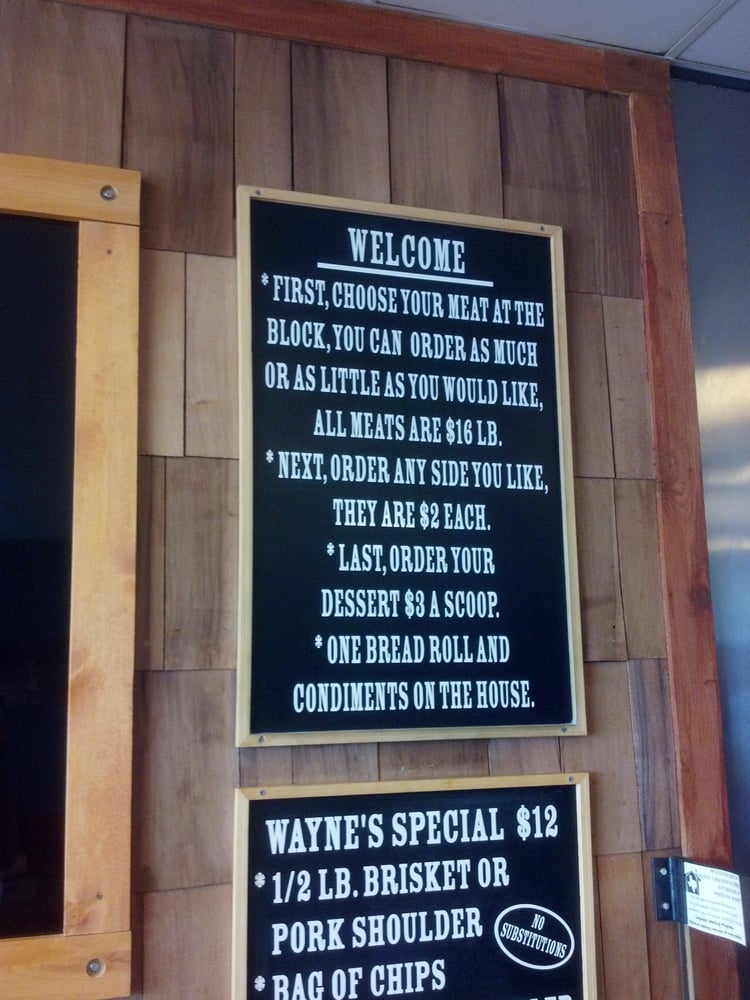 WELCOME
* FIRST, CHOOSE YOUR MEAT AT THE
BLOCK, YOU CAN ORDER AS MUCH
OR AS LITTLE AS YOU WOULD LIKE,
ALL MEATS ARE $16 LB.
* NEXT, ORDER ANY SIDE YOU LIKE,
THEY ARE $2 EACH.
* LAST, ORDER YOUR
DESSERT $3 A SCOOP.
* ONE BREAD ROLL AND
CONDIMENTS ON THE HOUSE.
WAYNE'S SPECIAL $12
* 1/2 LB. BRISKET OR
PORK SHOULDER
NO
SUBSTITUTIONS
* BAG OF CHIPS